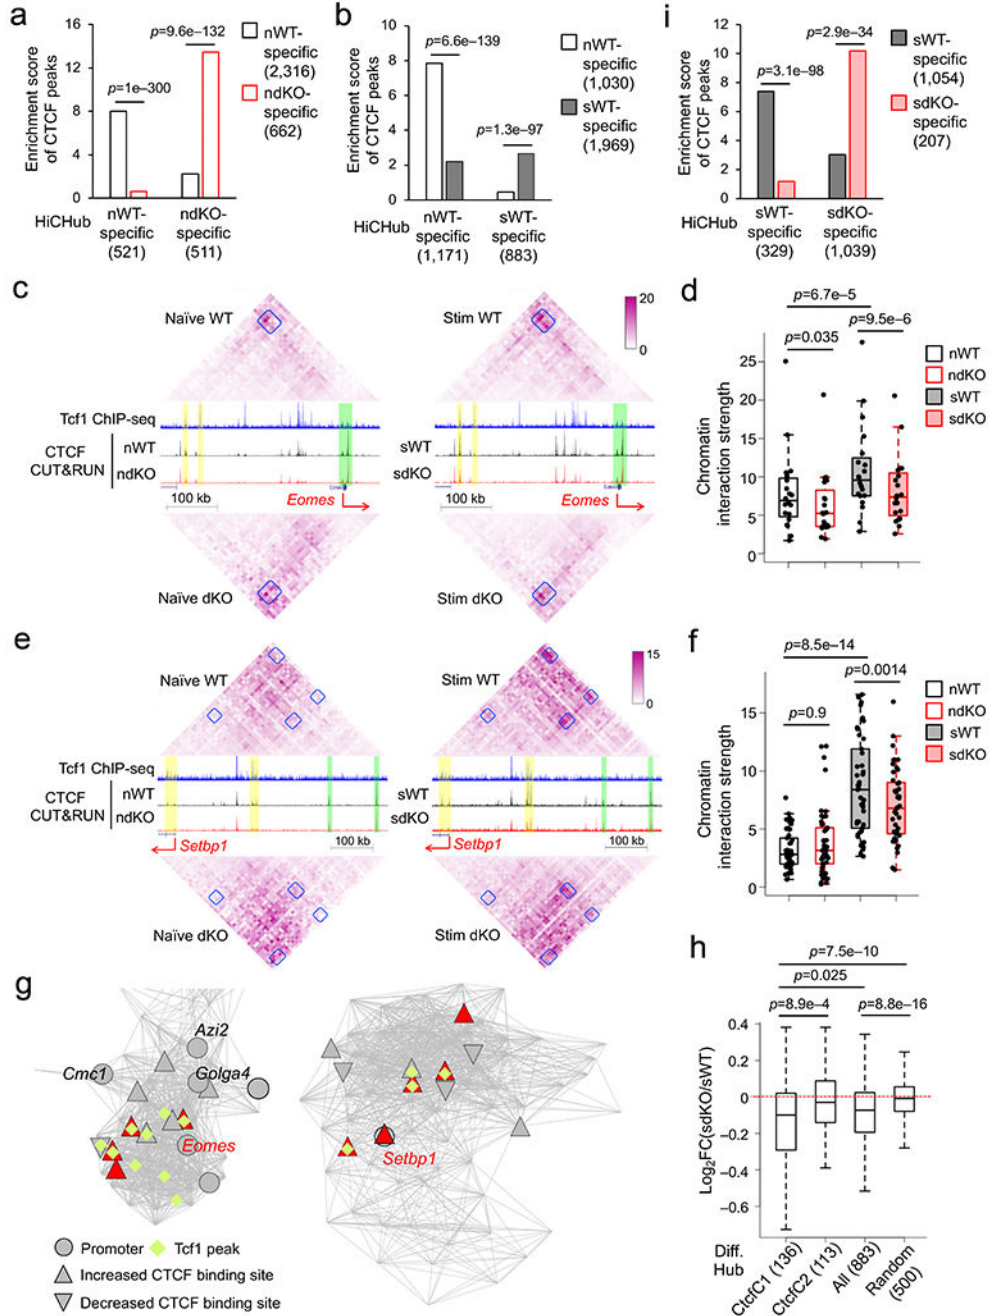 a
Enrichment score
of CTCF peaks
16
12
8
4
0
p=9.6e–132
p=1e–300
nWT-
specific
(2,316)
ndKO-
specific
(662)
HiCHub
nWT-
specific
(521)
ndKO-
specific
(511)
b
Enrichment score
of CTCF peaks
10
8
6
4
2
0
p=6.6e–139
p=1.3e–97
nWT-
specific
(1,030)
sWT-
specific
(1,969)
HiCHub
nWT-
specific
(1,171)
sWT-
specific
(883)
i
Enrichment score
of CTCF peaks
12
10
8
6
4
2
0
p=2.9e–34
p=3.1e–98
sWT-
specific
(1,054)
sdKO-
specific
(207)
HiCHub
sWT-
specific
(329)
sdKO-
specific
(1,039)
c
Naïve WT
Stim WT
20
0
Tcf1 ChIP-seq
CTCF
CUT&RUN
nWT
ndKO
sWT
sdKO
100 kb
Eomes
100 kb
Eomes
Naïve dKO
Stim dKO
d
Chromatin
interaction strength
25
20
15
10
5
0
p=6.7e–5
p=9.5e–6
p=0.035
nWT
ndKO
sWT
sdKO
e
Naïve WT
Stim WT
15
0
Tcf1 ChIP-seq
CTCF
CUT&RUN
nWT
ndKO
sWT
sdKO
Setbp1
100 kb
Setbp1
100 kb
Naïve dKO
Stim dKO
f
Chromatin
interaction strength
15
10
5
0
p=8.5e–14
p=0.0014
p=0.9
nWT
ndKO
sWT
sdKO
g
Azi2
Cmc1
Golga4
Eomes
Setbp1
Promoter
Tcf1 peak
Increased CTCF binding site
Decreased CTCF binding site
h
Log2FC(sdKO/sWT)
0.4
0.2
0
−0.2
−0.4
−0.6
p=7.5e–10
p=0.025
p=8.9e–4
p=8.8e–16
Diff.
Hub
ClcfC1 (136)
ClcfC2 (113)
All (883)
Random
(500)